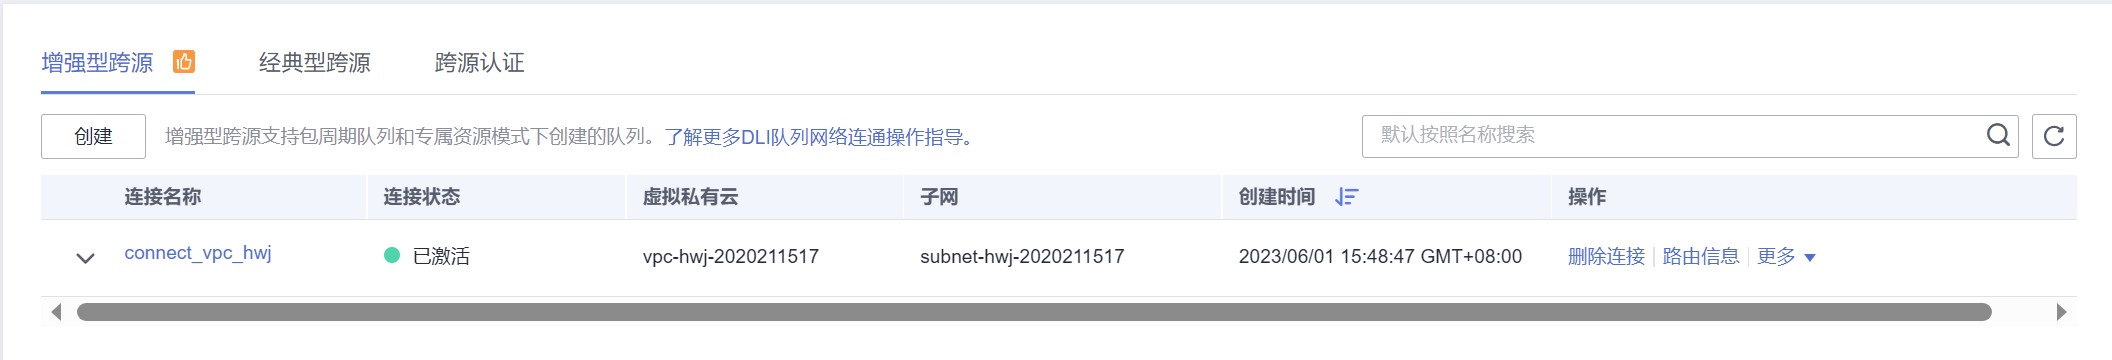 增强型跨源 经典型跨源 跨源认证
创建 增强型跨源支持包周期队列和专属资源模式下创建的队列。了解更多DLI队列网络连通操作指导。 默认按照名称搜索
连接名称 连接状态 虚拟私有云 子网 创建时间 操作
connect_vpc_hwj 已激活 vpc-hwj-2020211517 subnet-hwj-2020211517 2023/06/01 15:48:47 GMT+08:00 删除连接 路由信息 更多